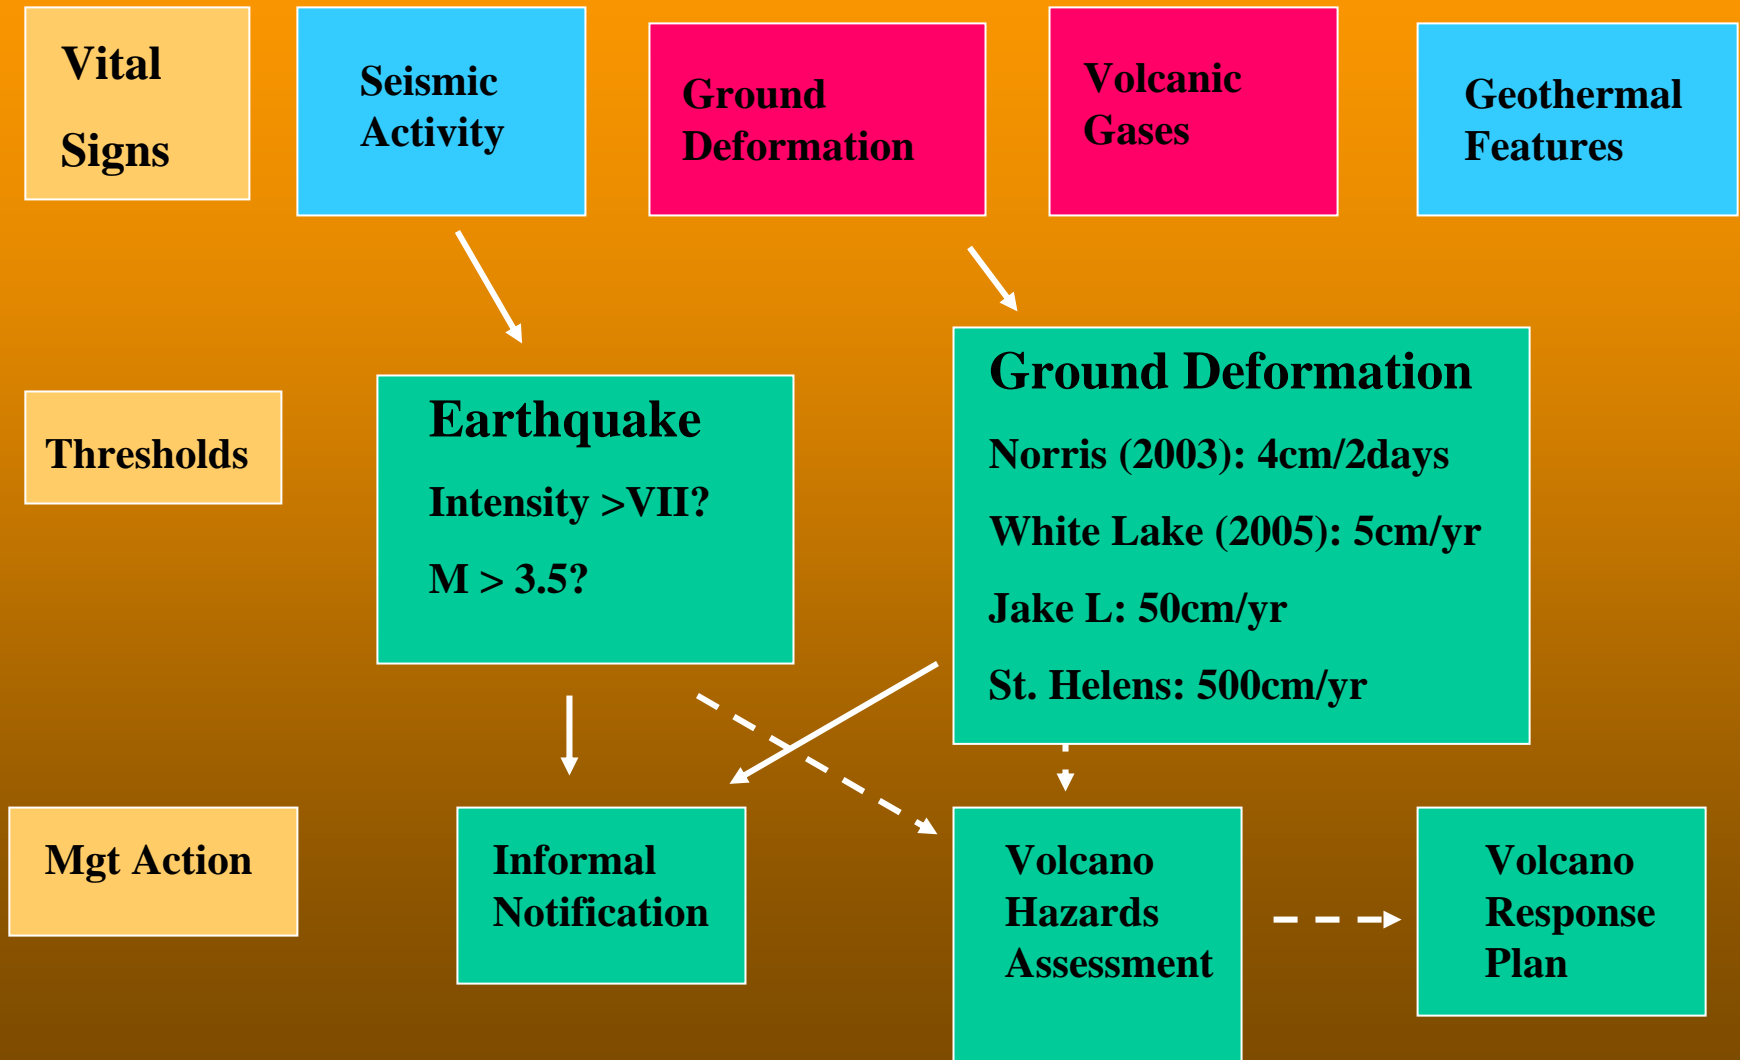 Vital
Signs
Seismic
Activity
Ground
Deformation
Volcanic
Gases
Geothermal
Features
Thresholds
Earthquake
Intensity >VII?
M > 3.5?
Ground Deformation
Norris (2003): 4cm/2days
White Lake (2005): 5cm/yr
Jake L: 50cm/yr
St. Helens: 500cm/yr
Mgt Action
Informal
Notification
Volcano
Hazards
Assessment
Volcano
Response
Plan